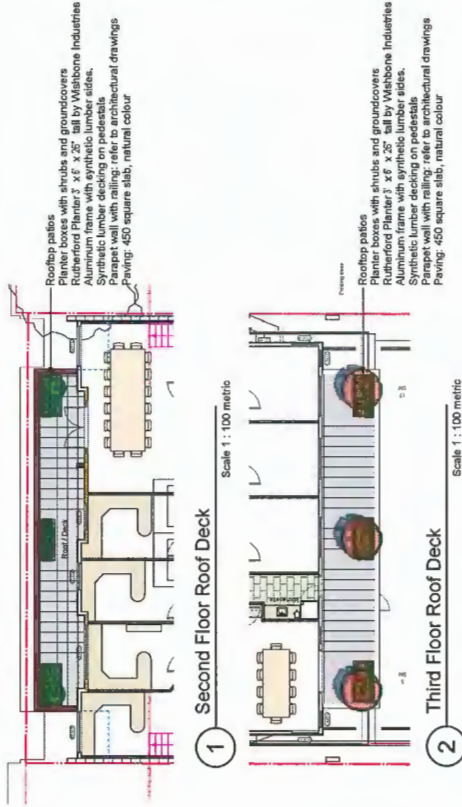 Rooftop patios
Planter boxes with shrubs and groundcovers
Rutherford Planter 3' x 6' x 26" tall by Wishbone Industries
Aluminum frame with synthetic lumber sides.
Synthetic lumber decking on pedestals
Parapet wall with railing: refer to architectural drawings
Paving: 450 square slab, natural colour
Roof / Deck
1
Second Floor Roof Deck
Scale 1 : 100 metric
Rooftop patios
Planter boxes with shrubs and groundcovers
Rutherford Planter 3' x 6' x 26" tall by Wishbone Industries
Aluminum frame with synthetic lumber sides.
Synthetic lumber decking on pedestals
Parapet wall with railing: refer to architectural drawings
Paving: 450 square slab, natural colour
2
Third Floor Roof Deck
Scale 1 : 100 metric